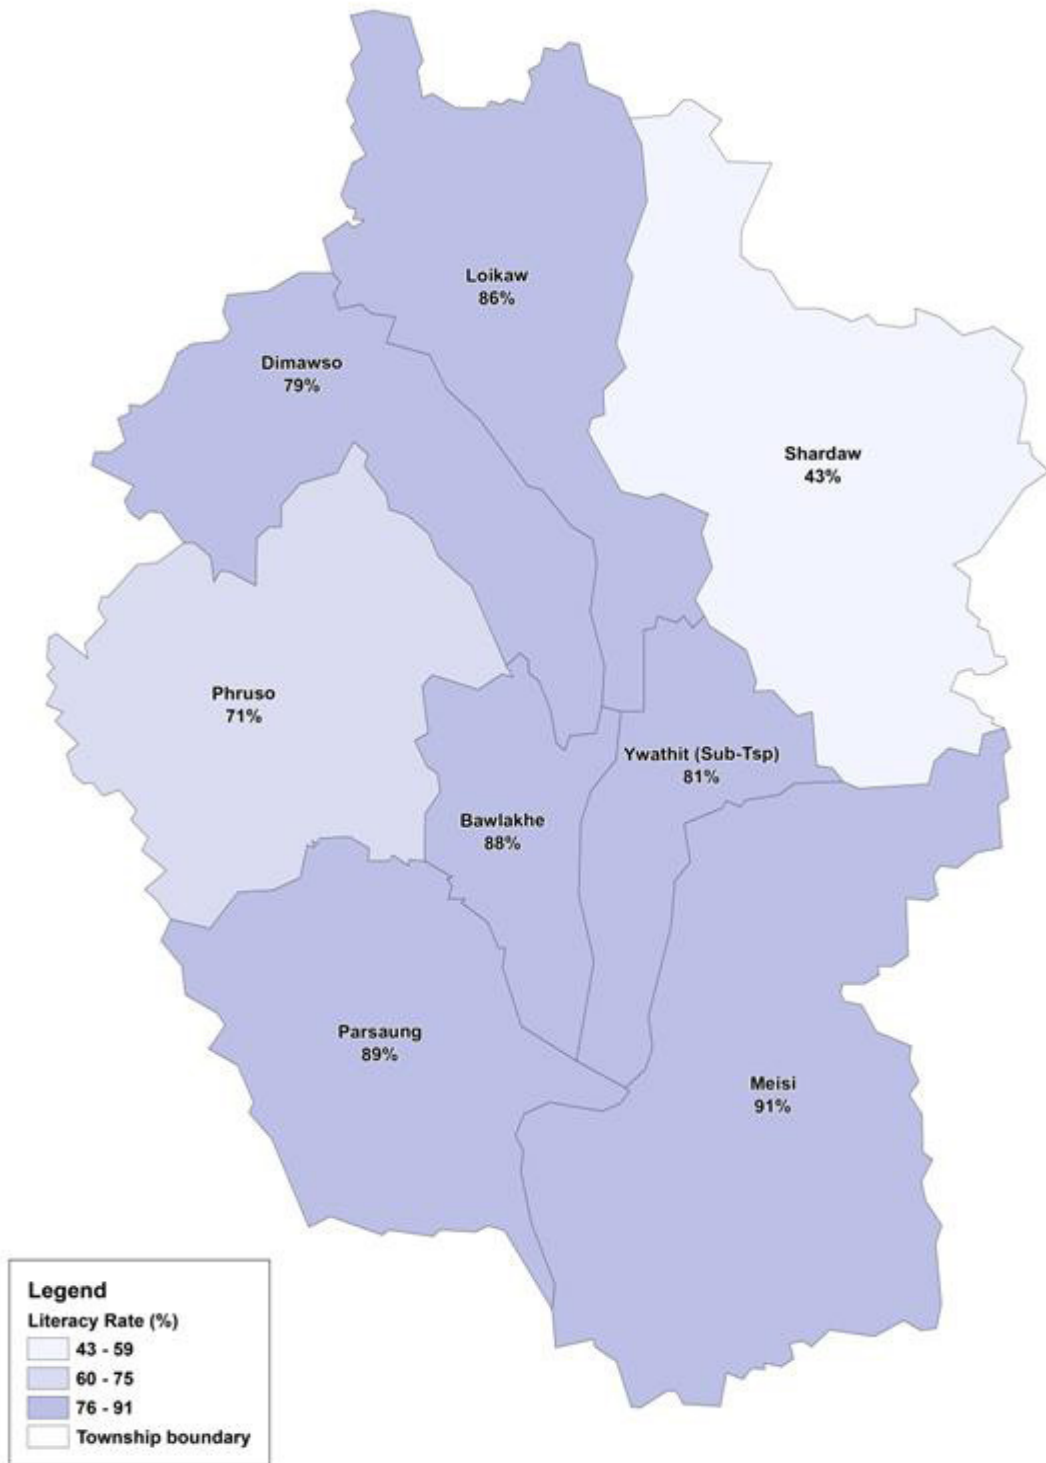 Loikaw
86%
Dimawso
79%
Shardaw
43%
Phruso
71%
Ywathit (Sub-Tsp)
81%
Bawlakhe
88%
Parsaung
89%
Meisi
91%
Legend
Literacy Rate (%)
43 - 59
60 - 75
76 - 91
Township boundary